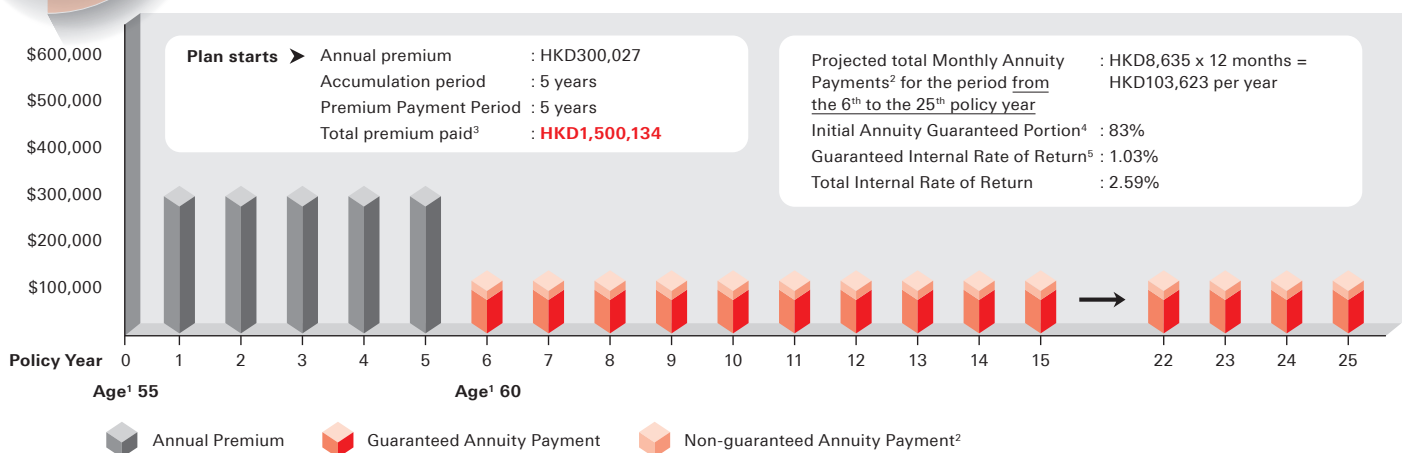 $600,000
$500,000
$400,000
$300,000
$200,000
$100,000
Plan starts ➤ Annual premium : HKD300,027
Accumulation period : 5 years
Premium Payment Period : 5 years
Total premium paid³ : HKD1,500,134
Projected total Monthly Annuity : HKD8,635 x 12 months =
Payments² for the period from HKD103,623 per year
the 6th to the 25th policy year
Initial Annuity Guaranteed Portion⁴ : 83%
Guaranteed Internal Rate of Return⁵ : 1.03%
Total Internal Rate of Return : 2.59%
Policy Year 0 1 2 3 4 5 6 7 8 9 10 11 12 13 14 15 22 23 24 25
Age¹ 55 Age¹ 60
Annual Premium Guaranteed Annuity Payment Non-guaranteed Annuity Payment²